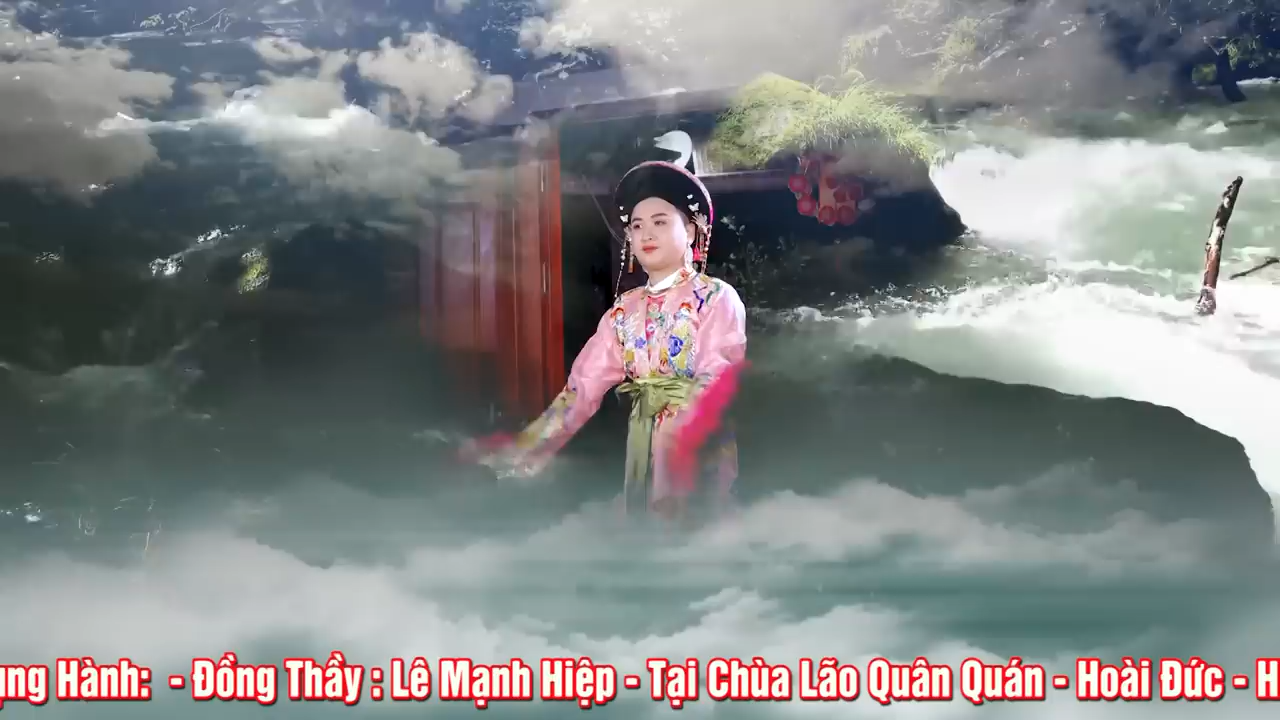 Hành: - Đồng Thầy : Lê Mạnh Hiệp - Tại Chùa Lão Quân Quán - Hoài Đức -